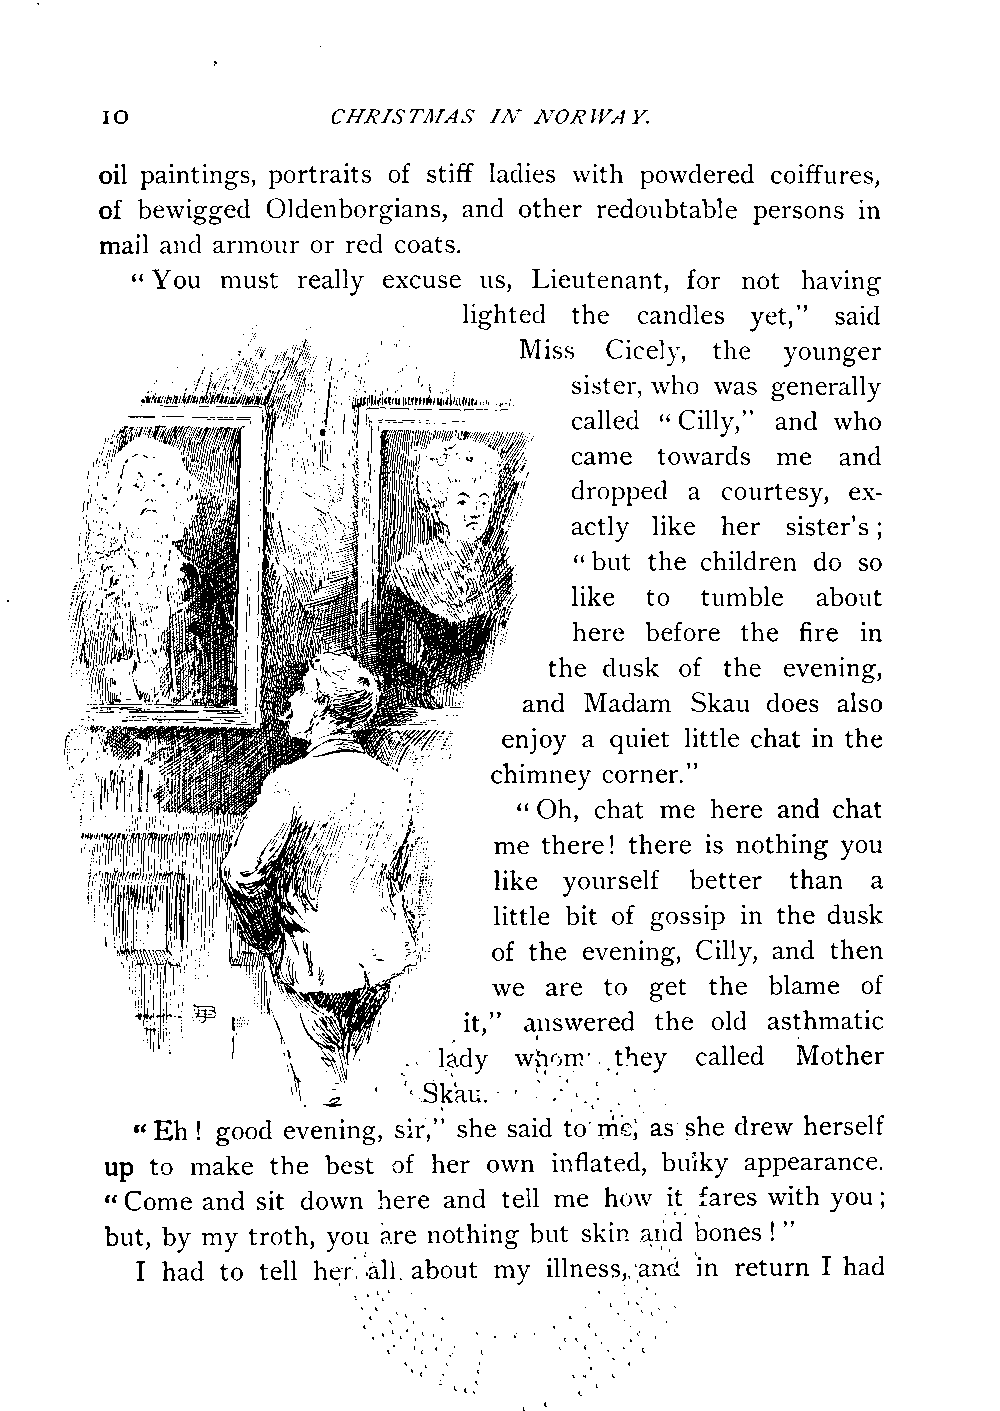 10 CHRISTMAS IN NORWAY.
oil paintings, portraits of stiff ladies with powdered coiffures,
of bewigged Oldenborgians, and other redoubtable persons in
mail and armour or red coats.
“ You must really excuse us, Lieutenant, for not having
lighted the candles yet,” said
Miss Cicely, the younger
sister, who was generally
called “ Cilly,” and who
came towards me and
dropped a courtesy, ex-
actly like her sister’s ;
“ but the children do so
like to tumble about
here before the fire in
the dusk of the evening,
and Madam Skau does also
enjoy a quiet little chat in the
chimney corner.”
“ Oh, chat me here and chat
me there! there is nothing you
like yourself better than a
little bit of gossip in the dusk
of the evening, Cilly, and then
we are to get the blame of
it,” answered the old asthmatic
lady whom they called Mother
Skau.
“ Eh ! good evening, sir,” she said to me, as she drew herself
up to make the best of her own inflated, bulky appearance.
“ Come and sit down here and tell me how it fares with you ;
but, by my troth, you are nothing but skin and bones ! ”
I had to tell her all about my illness, and in return I had